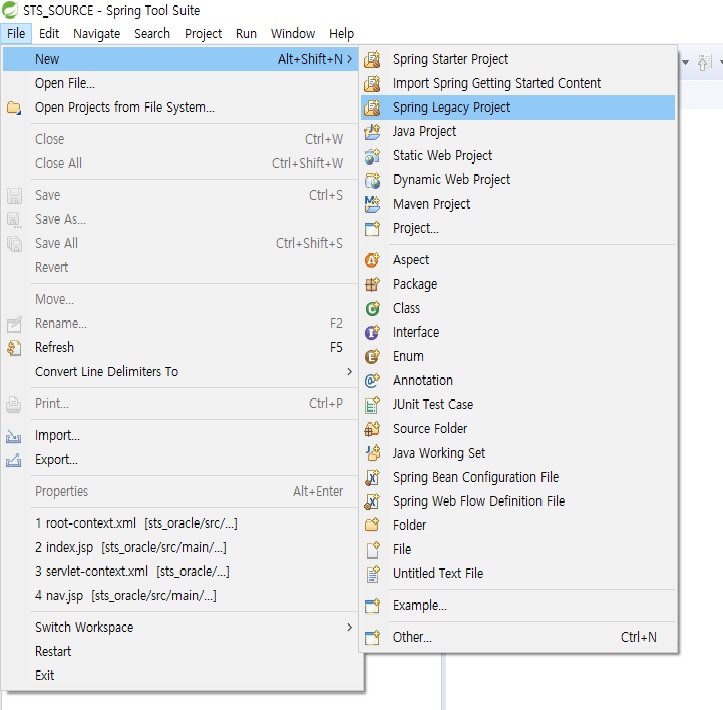 STS_SOURCE - Spring Tool Suite
File Edit Navigate Search Project Run Window Help
New Alt+Shift+N >
Open File...
Open Projects from File System...
Close Ctrl+W
Close All Ctrl+Shift+W
Save Ctrl+S
Save As...
Save All Ctrl+Shift+S
Revert
Move...
Rename... F2
Refresh F5
Convert Line Delimiters To >
Print... Ctrl+P
Import...
Export...
Properties Alt+Enter
1 root-context.xml [sts_oracle/src/...]
2 index.jsp [sts_oracle/src/main/...]
3 servlet-context.xml [sts_oracle/...]
4 nav.jsp [sts_oracle/src/main/...]
Switch Workspace >
Restart
Exit
Spring Starter Project
Import Spring Getting Started Content
Spring Legacy Project
Java Project
Static Web Project
Dynamic Web Project
Maven Project
Project...
Aspect
Package
Class
Interface
Enum
Annotation
JUnit Test Case
Source Folder
Java Working Set
Spring Bean Configuration File
Spring Web Flow Definition File
Folder
File
Untitled Text File
Example...
Other... Ctrl+N